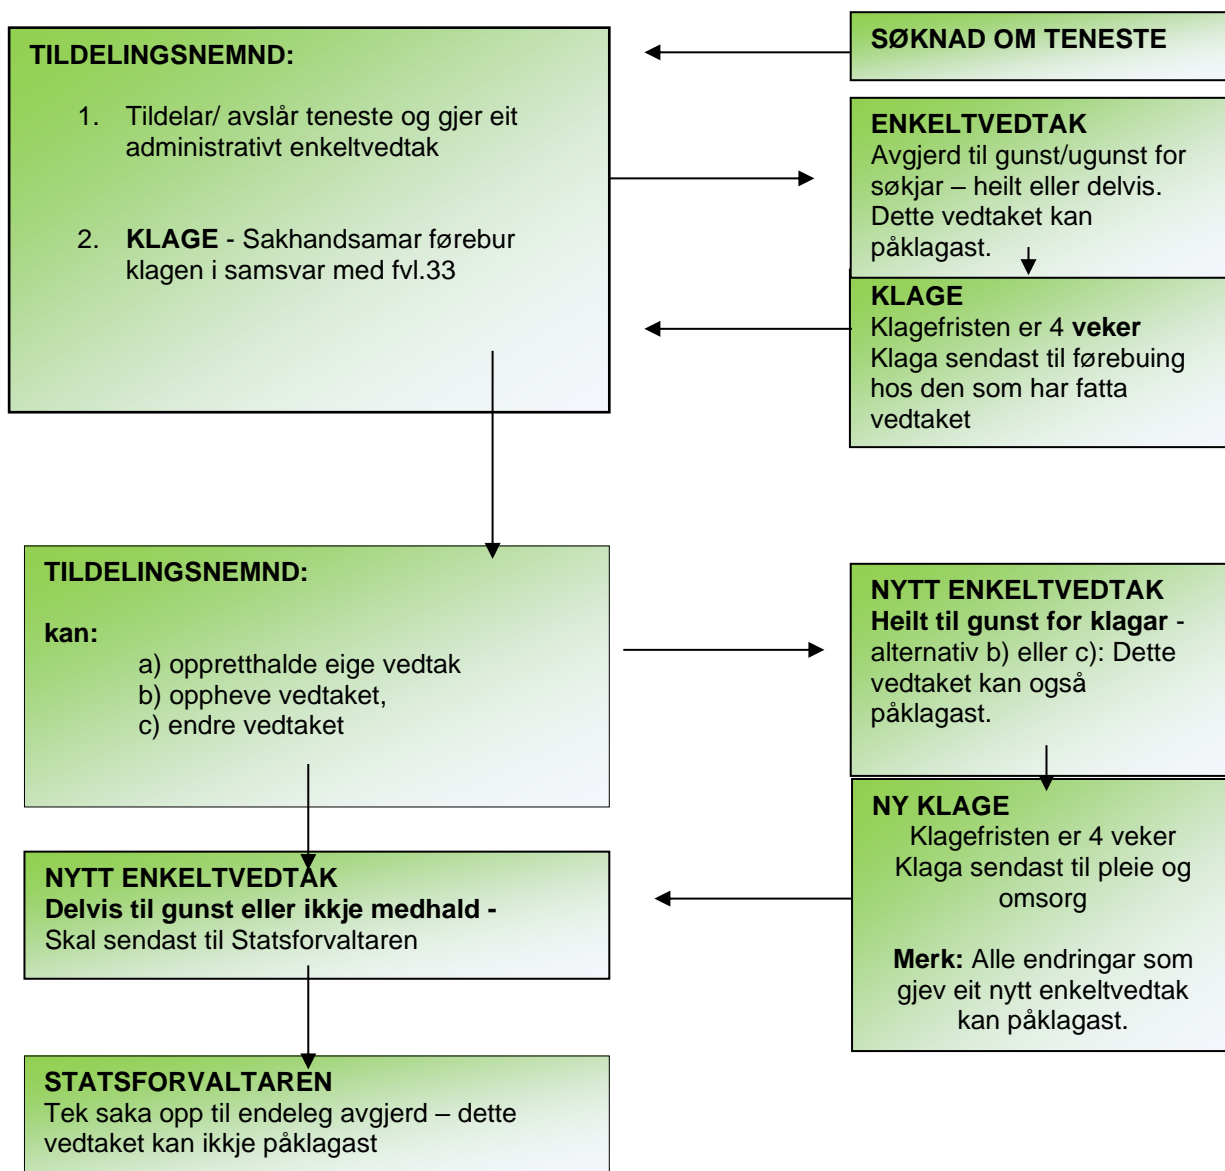 SØKNAD OM TENESTE
TILDELINGSNEMND:
1. Tildelar/ avslår teneste og gjer eit
administrativt enkeltvedtak
2. KLAGE - Sakhandsamar førebur
klagen i samsvar med fvl.33
ENKELTVEDTAK
Avgjerd til gunst/ugunst for
søkjar – heilt eller delvis.
Dette vedtaket kan
påklagast.
KLAGE
Klagefristen er 4 veker
Klaga sendast til førebuing
hos den som har fatta
vedtaket
TILDELINGSNEMND:
kan:
a) oppretthalde eige vedtak
b) oppheve vedtaket,
c) endre vedtaket
NYTT ENKELTVEDTAK
Heilt til gunst for klagar -
alternativ b) eller c): Dette
vedtaket kan også
påklagast.
NY KLAGE
Klagefristen er 4 veker
Klaga sendast til pleie og
omsorg
Merk: Alle endringar som
gjev eit nytt enkeltvedtak
kan påklagast.
NYTT ENKELTVEDTAK
Delvis til gunst eller ikkje medhald -
Skal sendast til Statsforvaltaren
STATSFORVALTAREN
Tek saka opp til endeleg avgjerd – dette
vedtaket kan ikkje påklagast